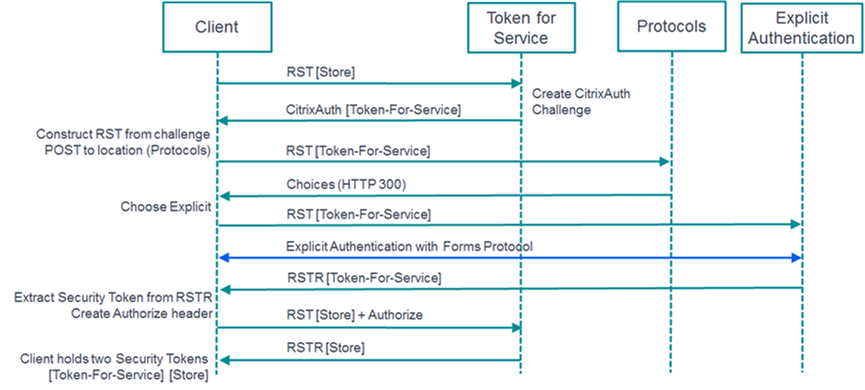 Client
Token for
Service
Protocols
Explicit
Authentication
RST [Store]
Create CitrixAuth
Challenge
CitrixAuth [Token-For-Service]
Construct RST from challenge
POST to location (Protocols)
RST [Token-For-Service]
Choices (HTTP 300)
Choose Explicit
RST [Token-For-Service]
Explicit Authentication with Forms Protocol
RSTR [Token-For-Service]
Extract Security Token from RSTR
Create Authorize header
RST [Store] + Authorize
RSTR [Store]
Client holds two Security Tokens
[Token-For-Service] [Store]